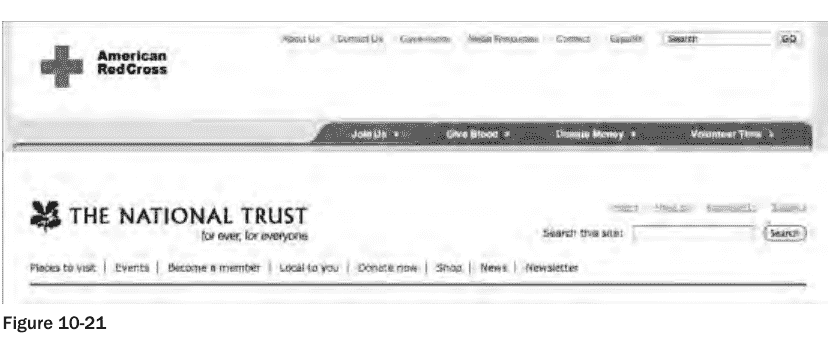 About Us Contact Us Careers Media Resources Contact Español Search GO
American
Red Cross
Join Us Give Blood Donate Money Volunteer Time
THE NATIONAL TRUST
for ever, for everyone
Search this site: Search
Places to visit | Events | Become a member | Local to you | Donate now | Shop | News | Newsletter
Figure 10-21